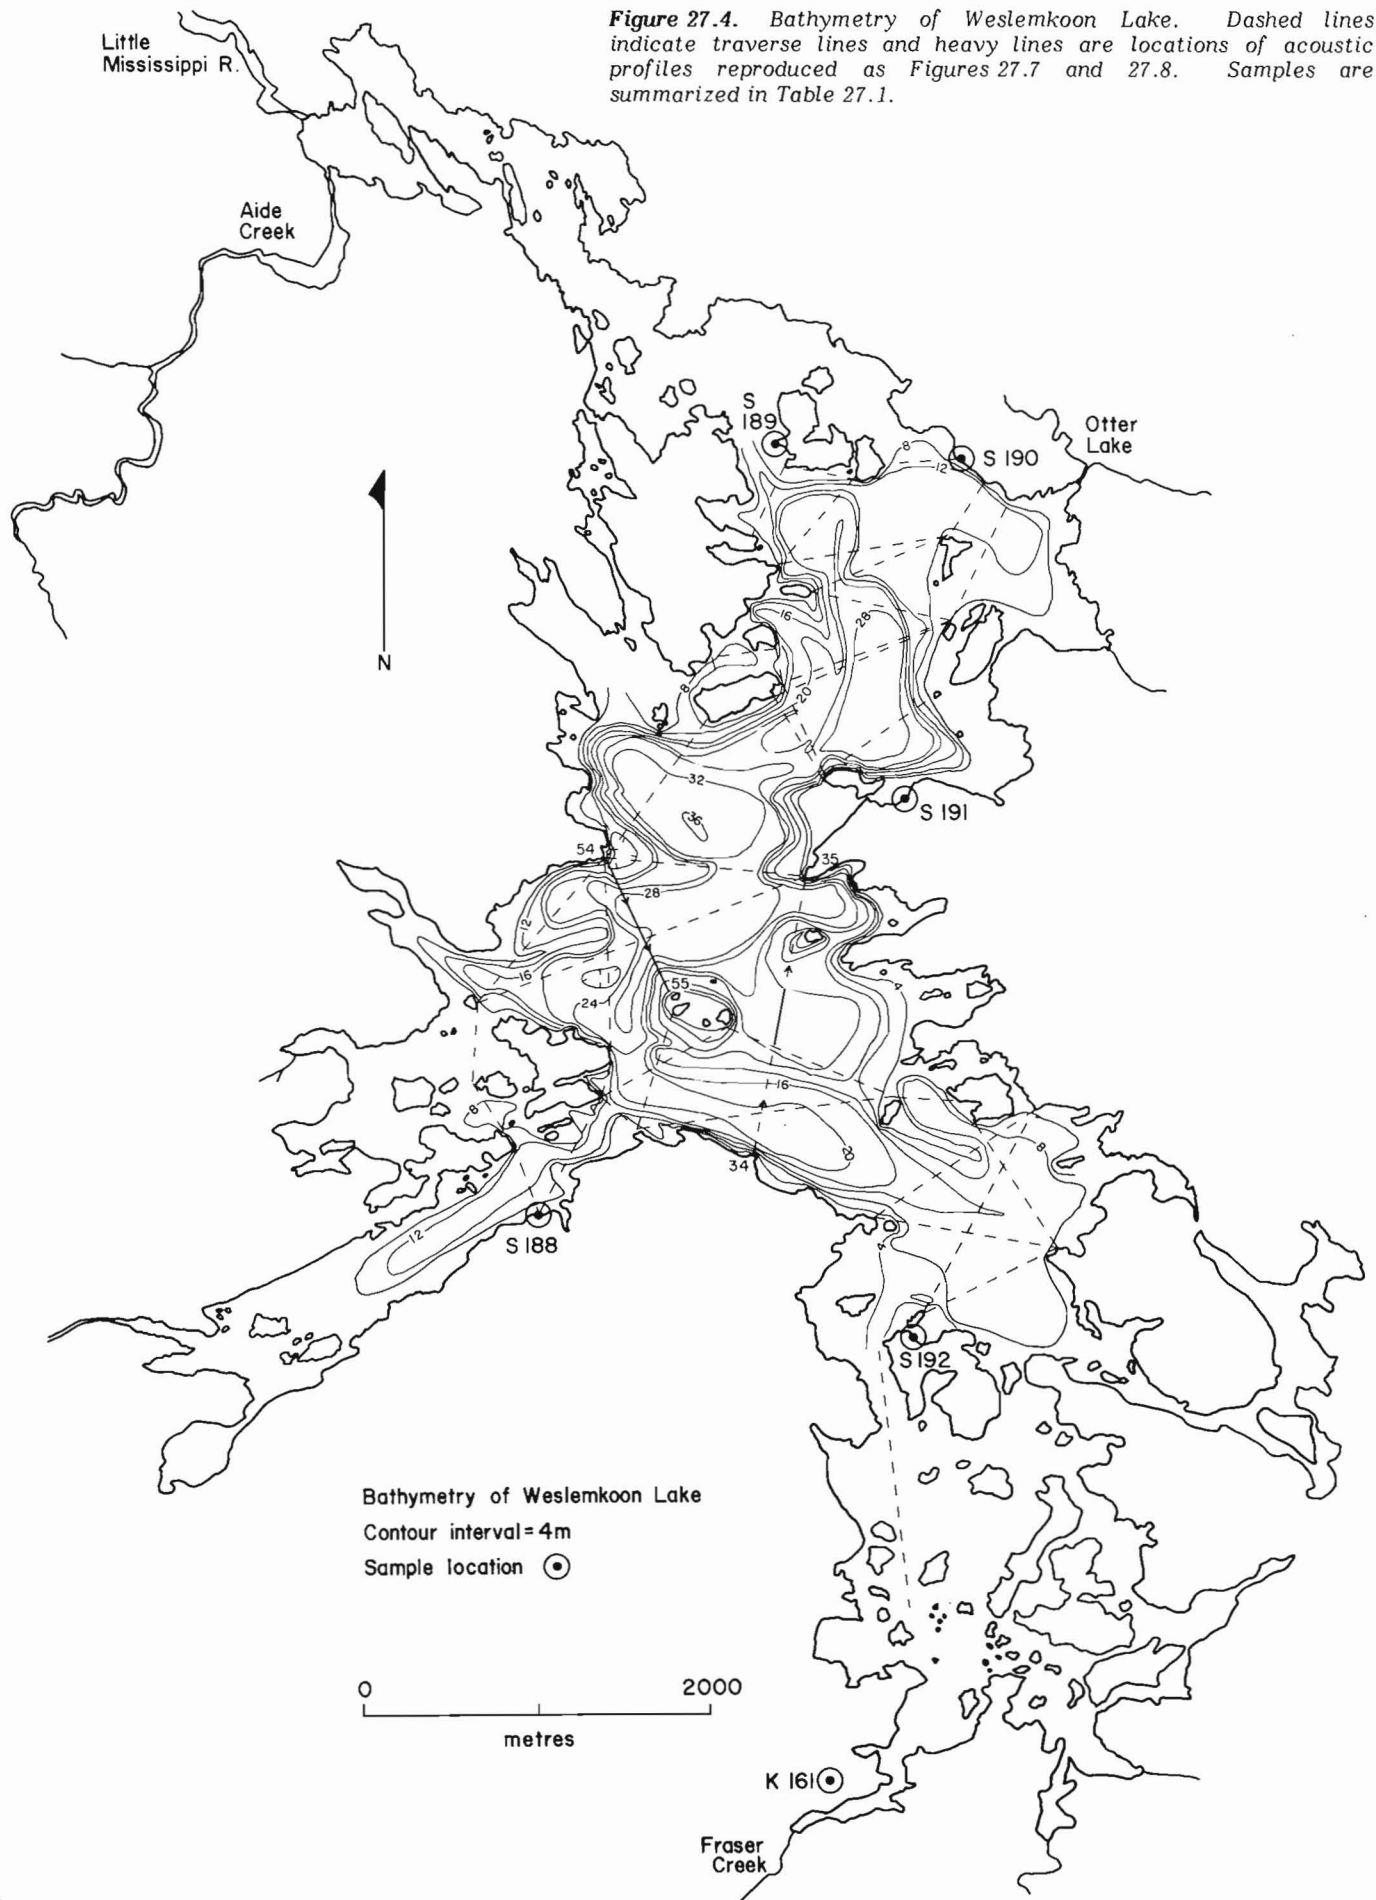 Figure 27.4. Bathymetry of Weslemkoon Lake. Dashed lines
indicate traverse lines and heavy lines are locations of acoustic
profiles reproduced as Figures 27.7 and 27.8. Samples are
summarized in Table 27.1.
Little
Mississippi R.
Aide
Creek
S
189
Otter
Lake
8
12
S 190
N
16
28
8
20
32
36
S 191
54
35
28
12
16
24
55
4
8
16
20
34
8
12
S 188
4
S 192
Bathymetry of Weslemkoon Lake
Contour interval = 4m
Sample location
0
2000
metres
K 161
Fraser
Creek